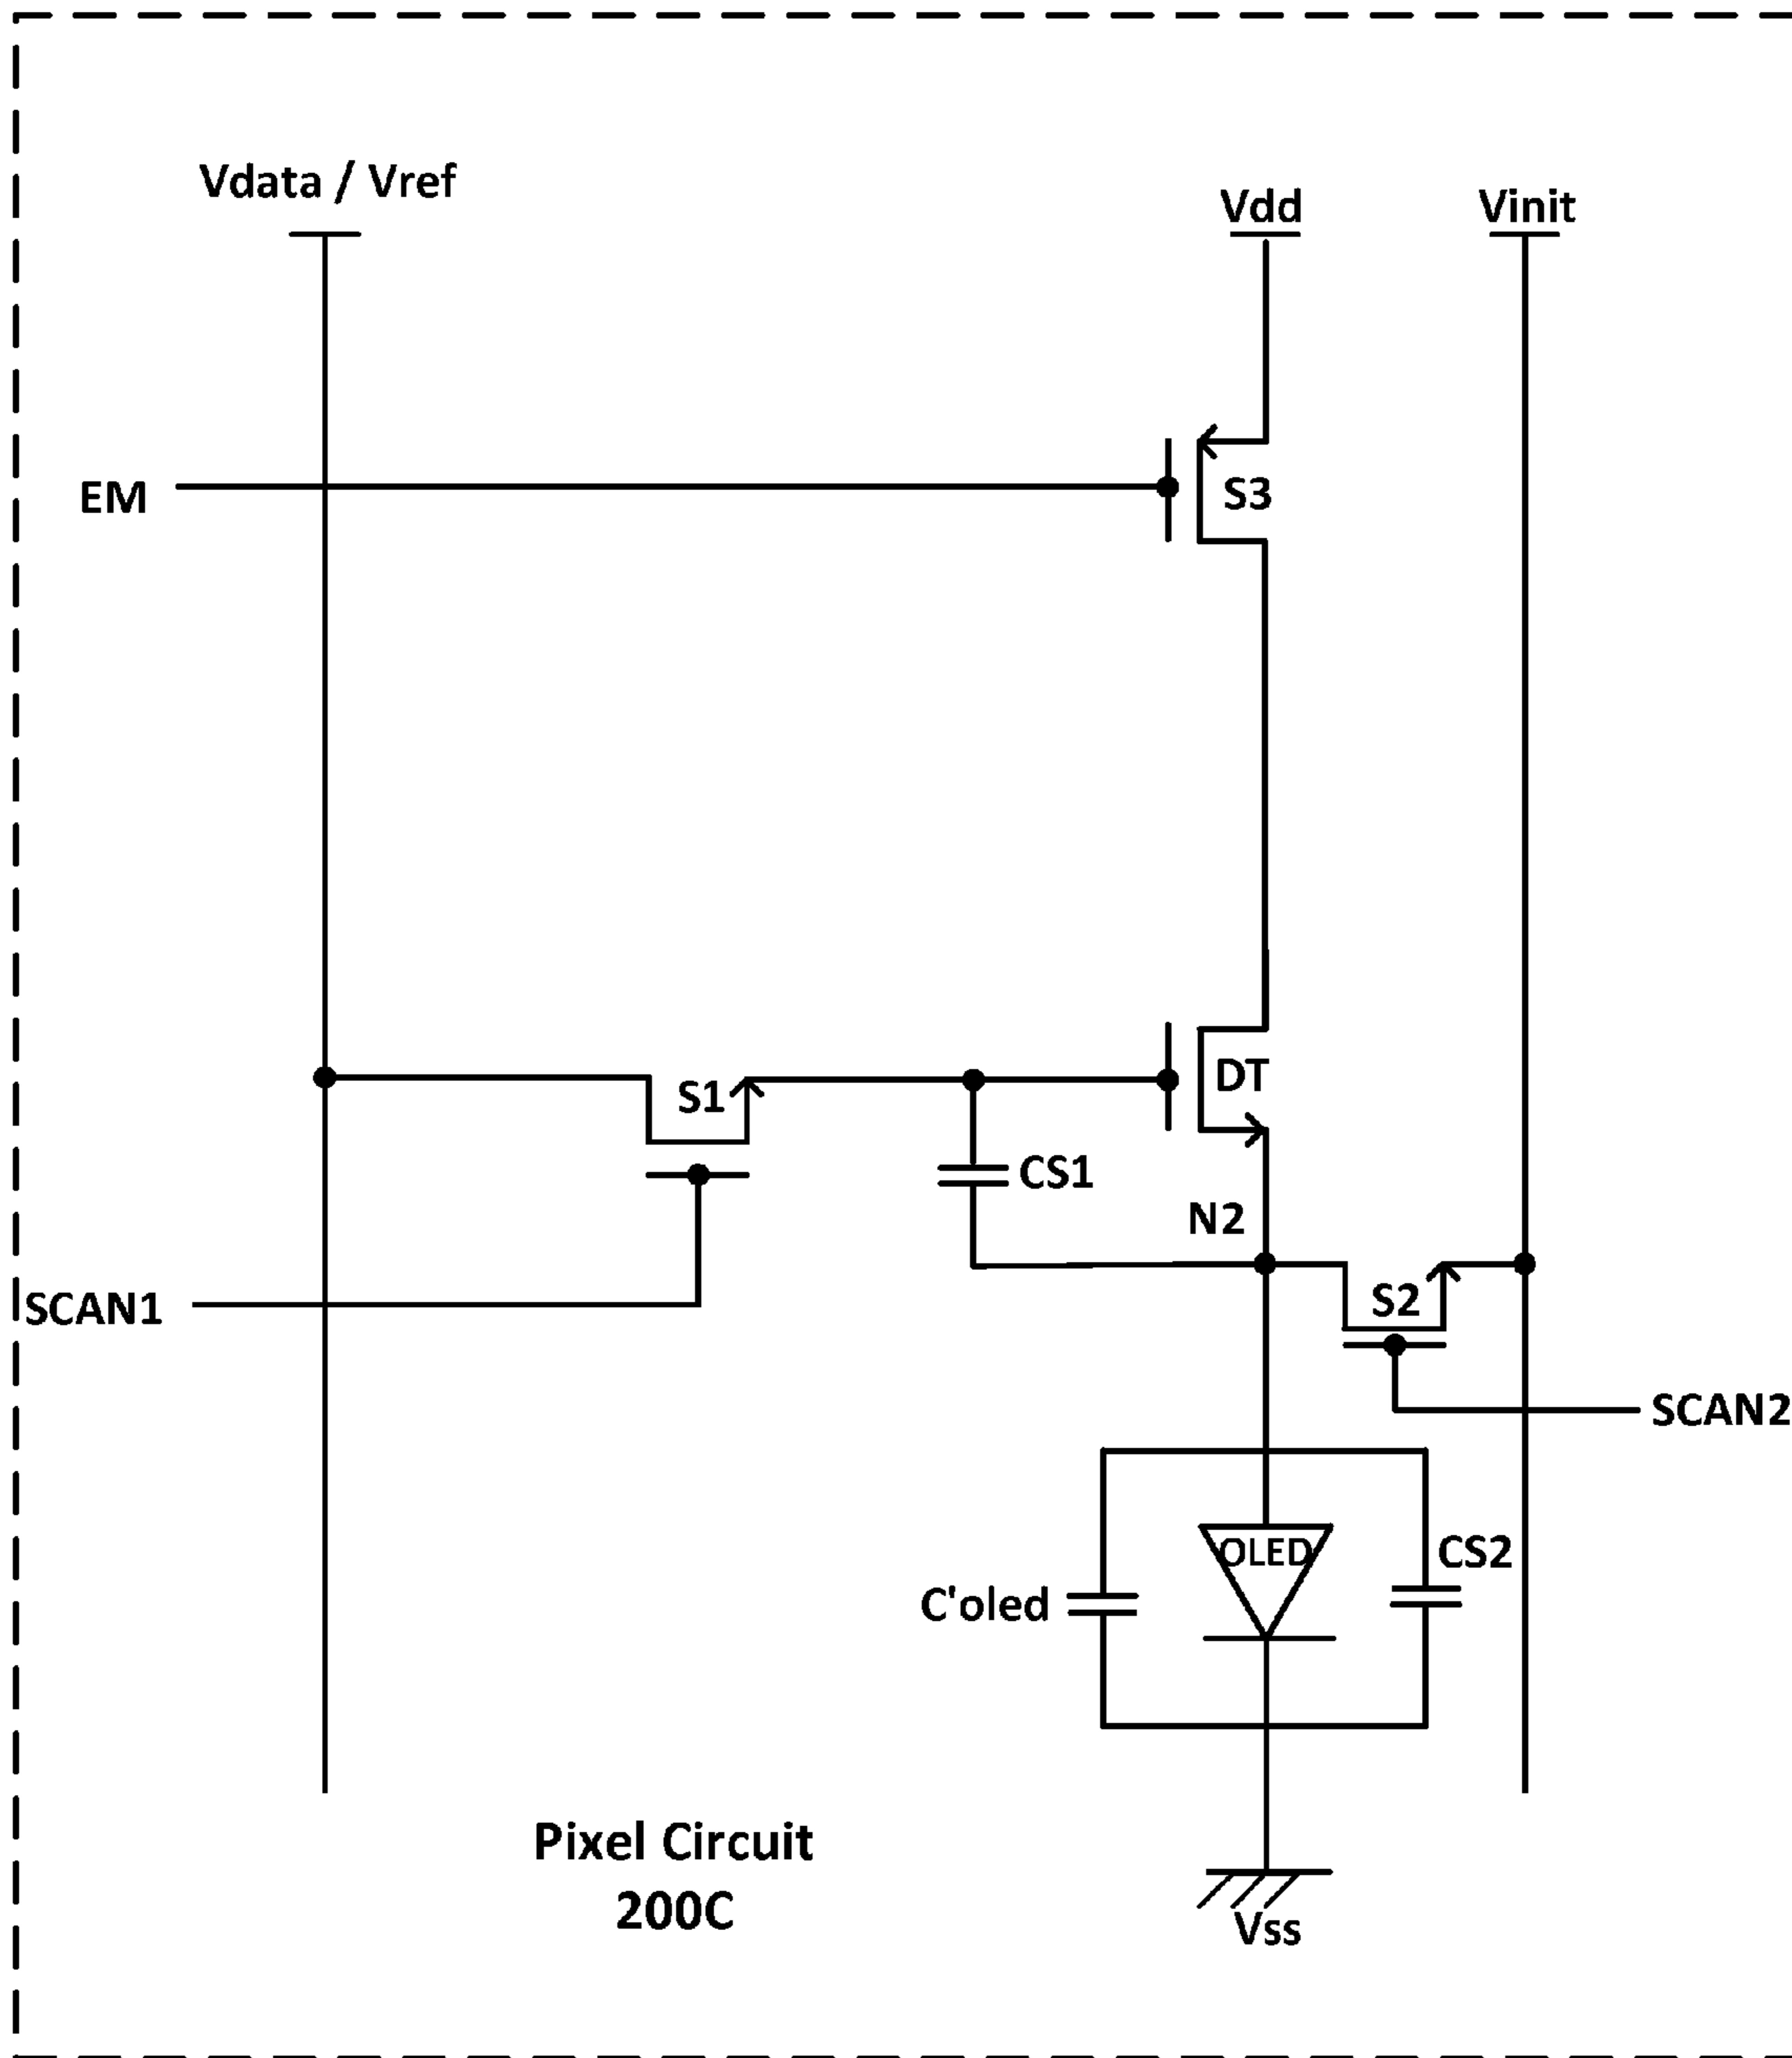 Vdata / Vref
Vdd
Vinit
EM
S3
S1
DT
CS1
N2
S2
SCAN1
SCAN2
OLED
CS2
C'oled
Pixel Circuit
200C
Vss